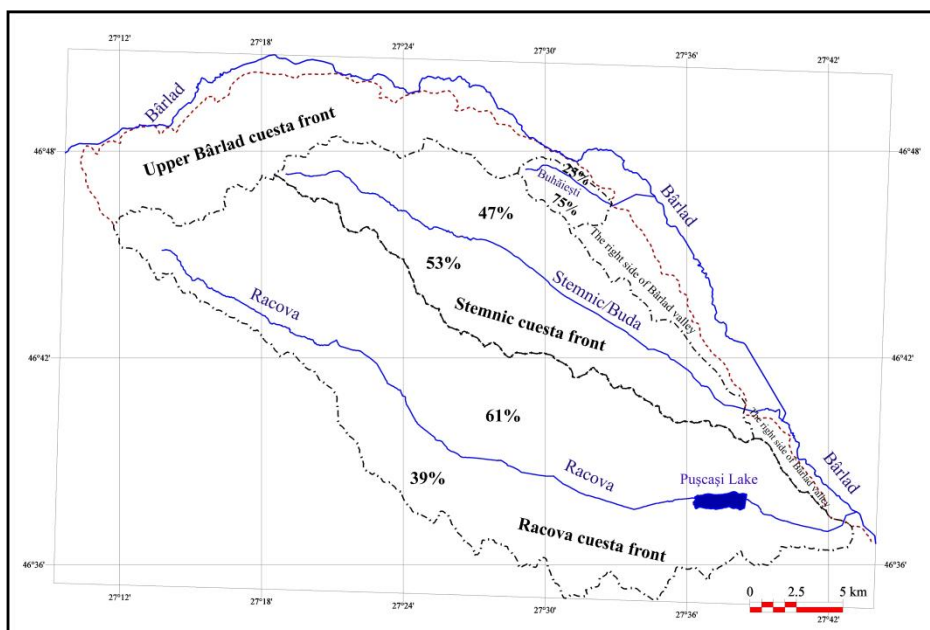 27°12' 27°18' 27°24' 27°30' 27°36' 27°42'
Bârlad
Upper Bârlad cuesta front
46°48' 46°48'
25%
Buhăiești
75%
47%
Bârlad
The right side of Bârlad valley
53%
Stemnic/Buda
Racova
Stemnic cuesta front
46°42' 46°42'
61%
The right side of Bârlad valley
39%
Racova
Pușcași Lake
Bârlad
Racova cuesta front
46°36' 46°36'
0 2.5 5 km
27°12' 27°18' 27°24' 27°30' 27°36' 27°42'